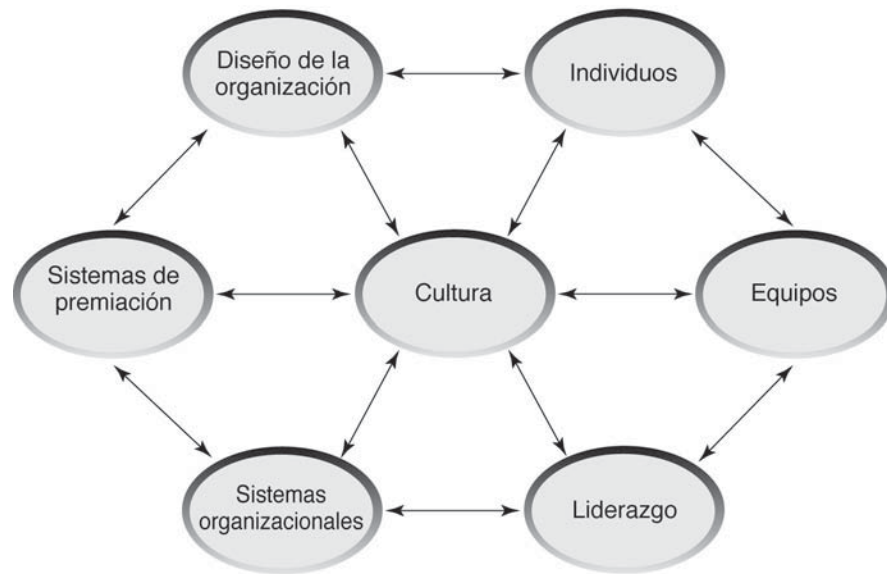 Diseño de la
organización
Individuos
Sistemas de
premiación
Cultura
Equipos
Sistemas
organizacionales
Liderazgo